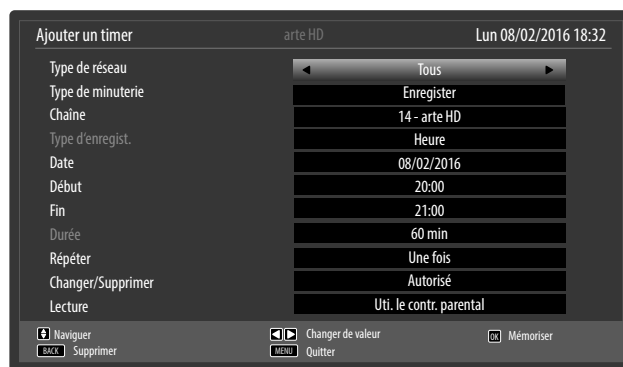 Ajouter un timer arte HD Lun 08/02/2016 18:32
Type de réseau Tous
Type de minuterie Enregister
Chaîne 14 - arte HD
Type d'enregist. Heure
Date 08/02/2016
Début 20:00
Fin 21:00
Durée 60 min
Répéter Une fois
Changer/Supprimer Autorisé
Lecture Uti. le contr. parental
Naviguer Changer de valeur OK Mémoriser
BACK Supprimer MENU Quitter